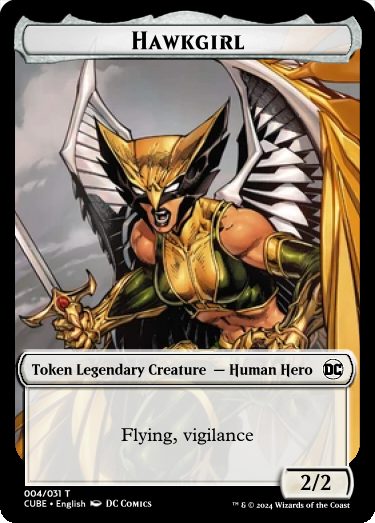 Hawkgirl
Token Legendary Creature — Human Hero DC
Flying, vigilance
2/2
004/031 T
CUBE • English DC Comics ™ & © 2024 Wizards of the Coast